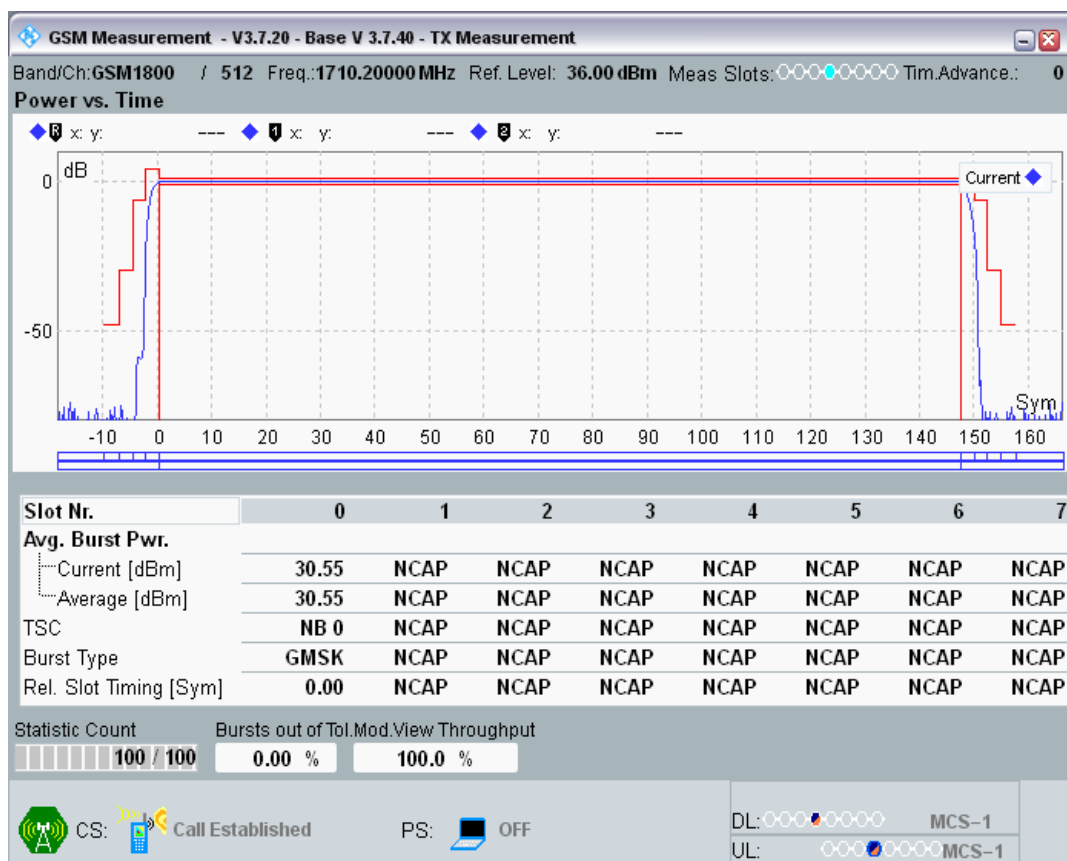 GSM Measurement - V3.7.20 - Base V 3.7.40 - TX Measurement
Band/Ch:GSM1800 / 512 Freq.:1710.20000 MHz Ref. Level: 36.00 dBm Meas Slots: Tim.Advance.: 0
Power vs. Time
R x: y: --- 1 x: y: --- 2 x: y: ---
dB
Current
0
-50
Sym
-10 0 10 20 30 40 50 60 70 80 90 100 110 120 130 140 150 160
Slot Nr. 0 1 2 3 4 5 6 7
Avg. Burst Pwr.
Current [dBm] 30.55 NCAP NCAP NCAP NCAP NCAP NCAP NCAP
Average [dBm] 30.55 NCAP NCAP NCAP NCAP NCAP NCAP NCAP
TSC NB 0 NCAP NCAP NCAP NCAP NCAP NCAP NCAP
Burst Type GMSK NCAP NCAP NCAP NCAP NCAP NCAP NCAP
Rel. Slot Timing [Sym] 0.00 NCAP NCAP NCAP NCAP NCAP NCAP NCAP
Statistic Count Bursts out of Tol. Mod.View Throughput
100 / 100 0.00 % 100.0 %
CS: Call Established PS: OFF
DL: MCS-1
UL: MCS-1